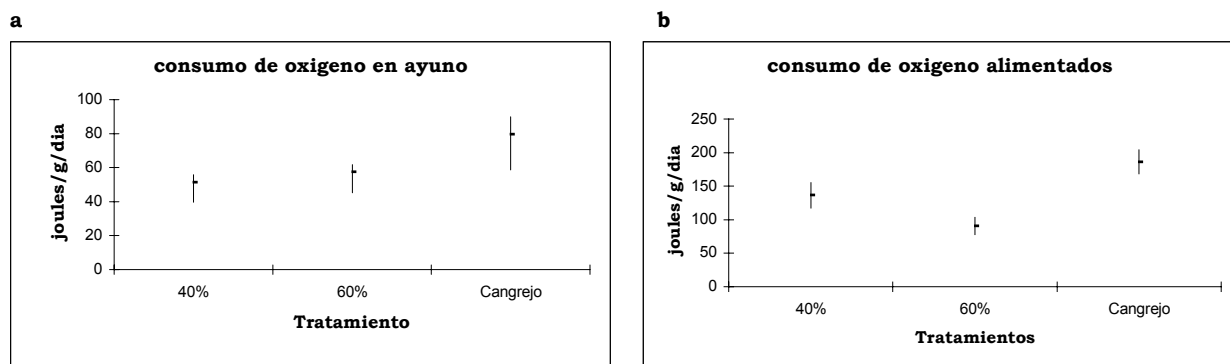 a
consumo de oxigeno en ayuno
joules/g/dia
100
80
60
40
20
0
40% 60% Cangrejo
Tratamiento
b
consumo de oxigeno alimentados
joules/g/dia
250
200
150
100
50
0
40% 60% Cangrejo
Tratamientos